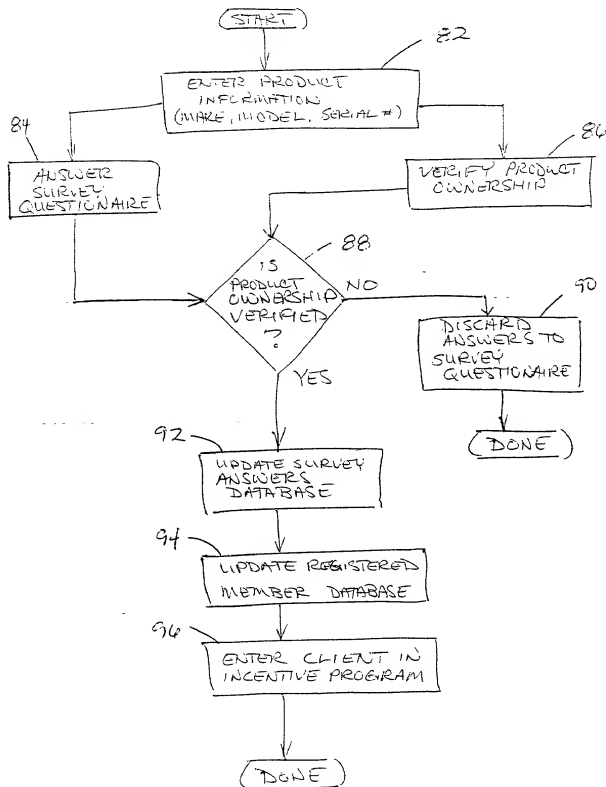 START
82
ENTER PRODUCT
INFORMATION
(MAKE, MODEL, SERIAL #)
84
ANSWER
SURVEY
QUESTIONAIRE
86
VERIFY PRODUCT
OWNERSHIP
88
IS
PRODUCT
OWNERSHIP
VERIFIED
?
NO
YES
90
DISCARD
ANSWERS TO
SURVEY
QUESTIONAIRE
DONE
92
UPDATE SURVEY
ANSWERS
DATABASE
94
UPDATE REGISTERED
MEMBER DATABASE
96
ENTER CLIENT IN
INCENTIVE PROGRAM
DONE